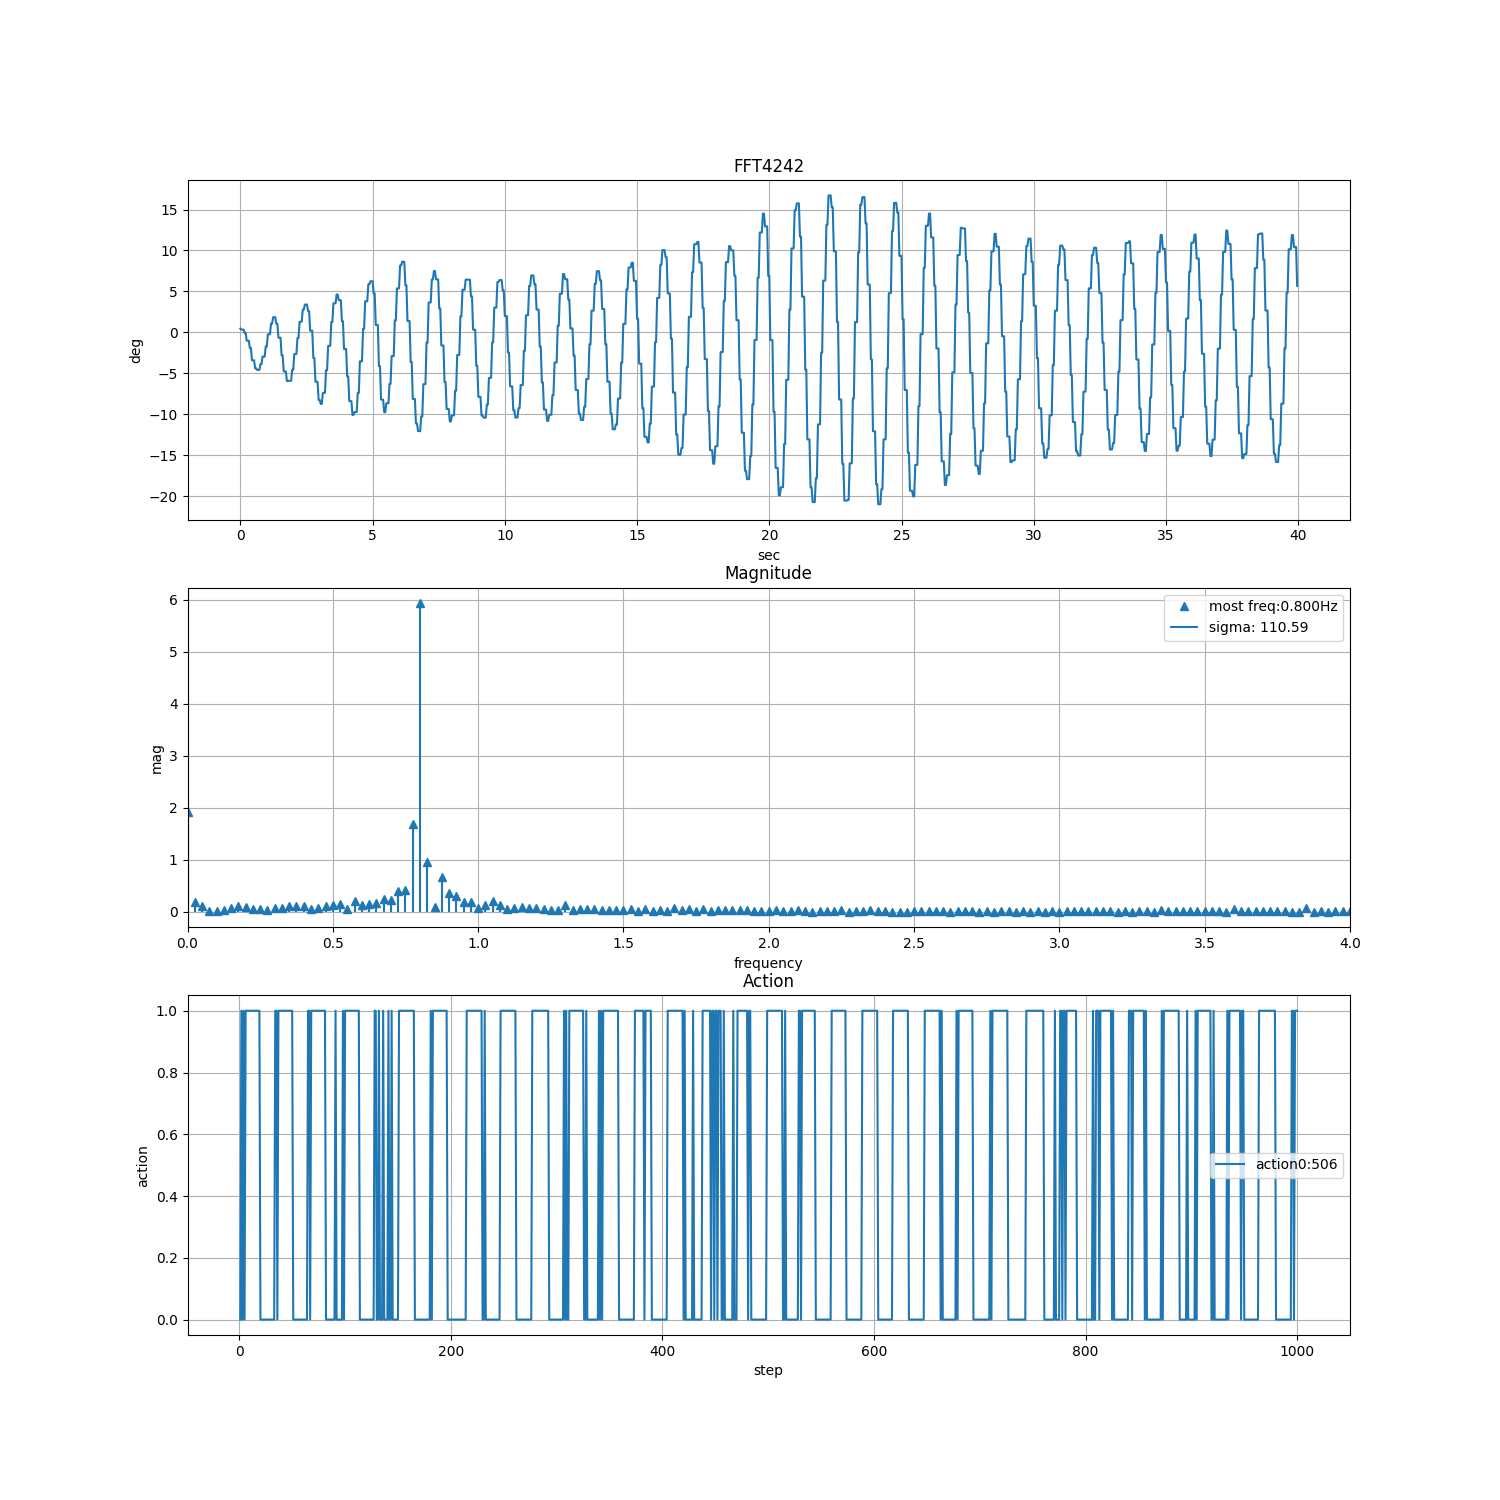 FFT4242
15
10
5
0
−5
−10
−15
−20
deg
0 5 10 15 20 25 30 35 40
sec
Magnitude
6
5
4
3
2
1
0
mag
most freq:0.800Hz
sigma: 110.59
0.0 0.5 1.0 1.5 2.0 2.5 3.0 3.5 4.0
frequency
Action
1.0
0.8
0.6
0.4
0.2
0.0
action
action0:506
0 200 400 600 800 1000
step